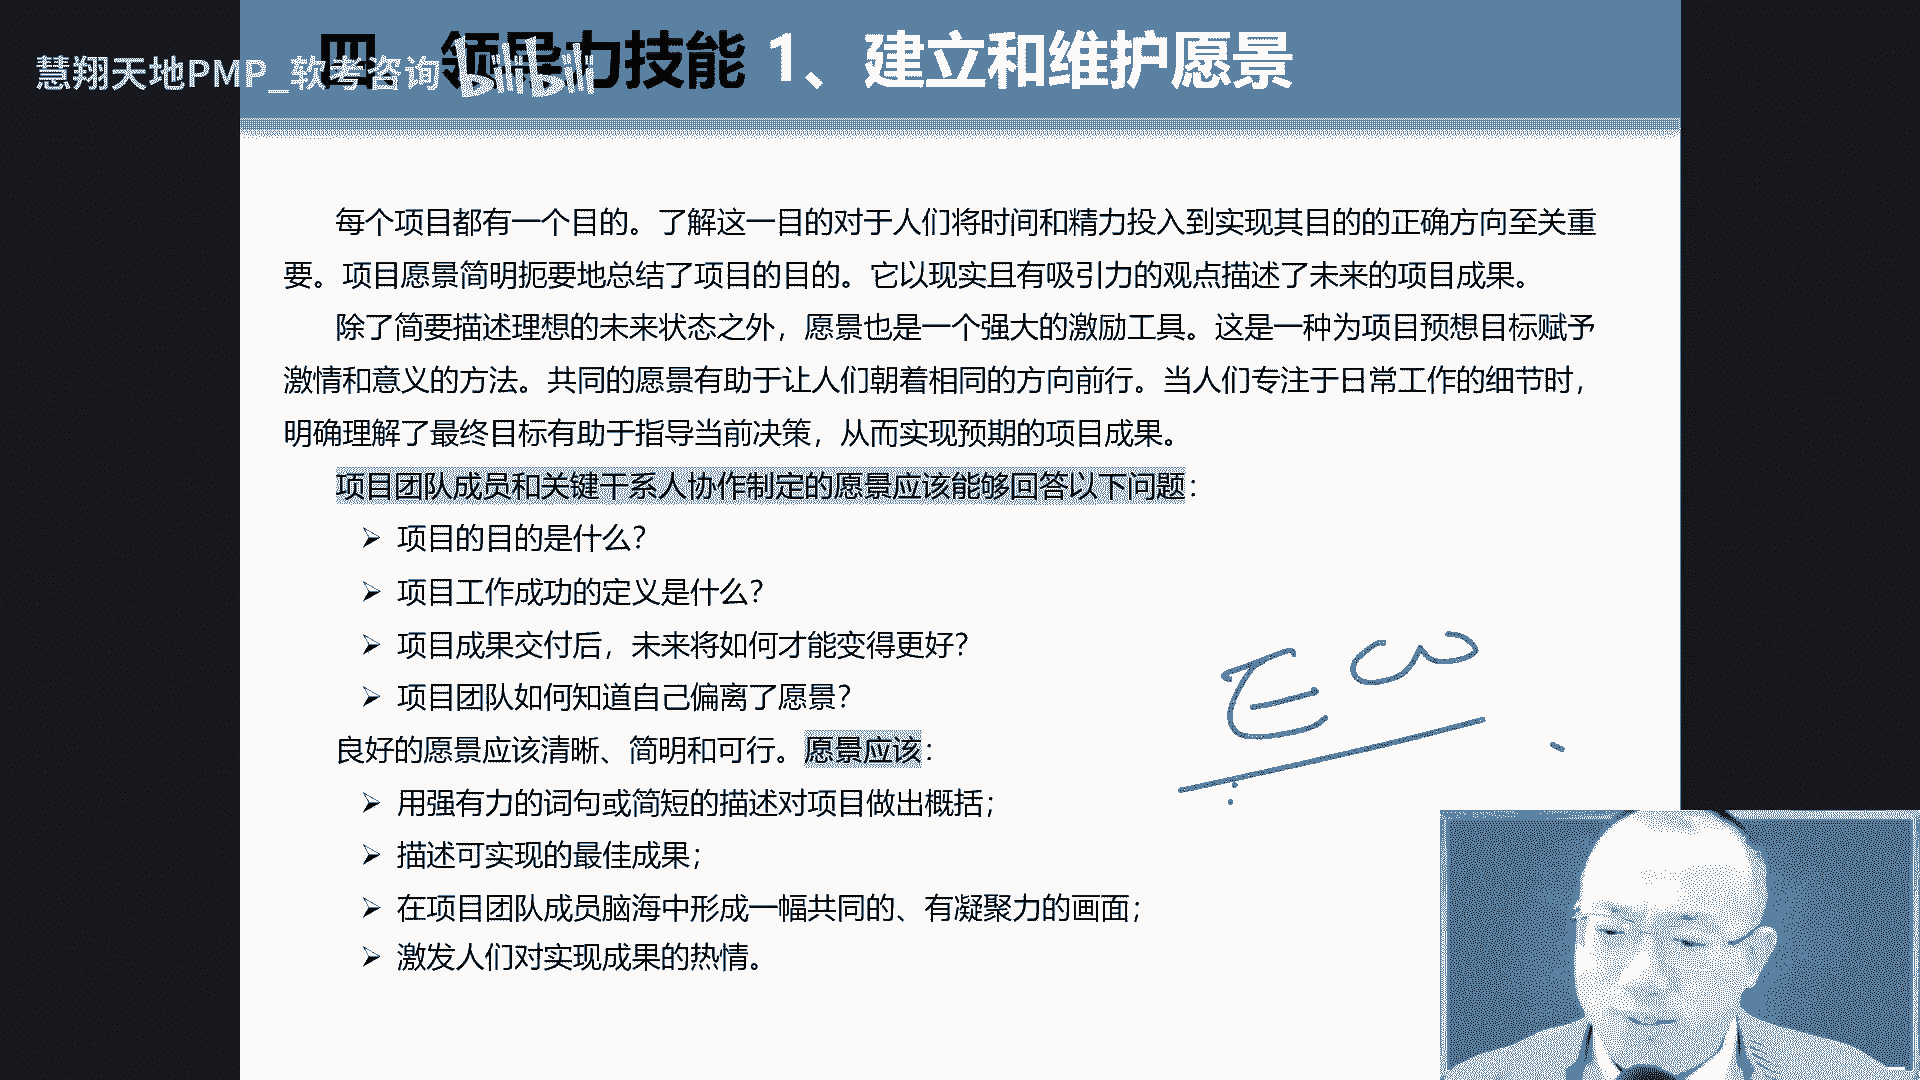 四、领导力技能 1、建立和维护愿景
慧翔天地PMP_软考咨询 bilibili
每个项目都有一个目的。了解这一目的对于人们将时间和精力投入到实现其目的的正确方向至关重
要。项目愿景简明扼要地总结了项目的目的。它以现实且有吸引力的观点描述了未来的项目成果。
除了简要描述理想的未来状态之外，愿景也是一个强大的激励工具。这是一种为项目预想目标赋予
激情和意义的方法。共同的愿景有助于让人们朝着相同的方向前行。当人们专注于日常工作的细节时，
明确理解了最终目标有助于指导当前决策，从而实现预期的项目成果。
项目团队成员和关键干系人协作制定的愿景应该能够回答以下问题：
➢ 项目的目的是什么？
➢ 项目工作成功的定义是什么？
➢ 项目成果交付后，未来将如何才能变得更好？
➢ 项目团队如何知道自己偏离了愿景？
良好的愿景应该清晰、简明和可行。愿景应该：
➢ 用强有力的词句或简短的描述对项目做出概括；
➢ 描述可实现的最佳成果；
➢ 在项目团队成员脑海中形成一幅共同的、有凝聚力的画面；
➢ 激发人们对实现成果的热情。